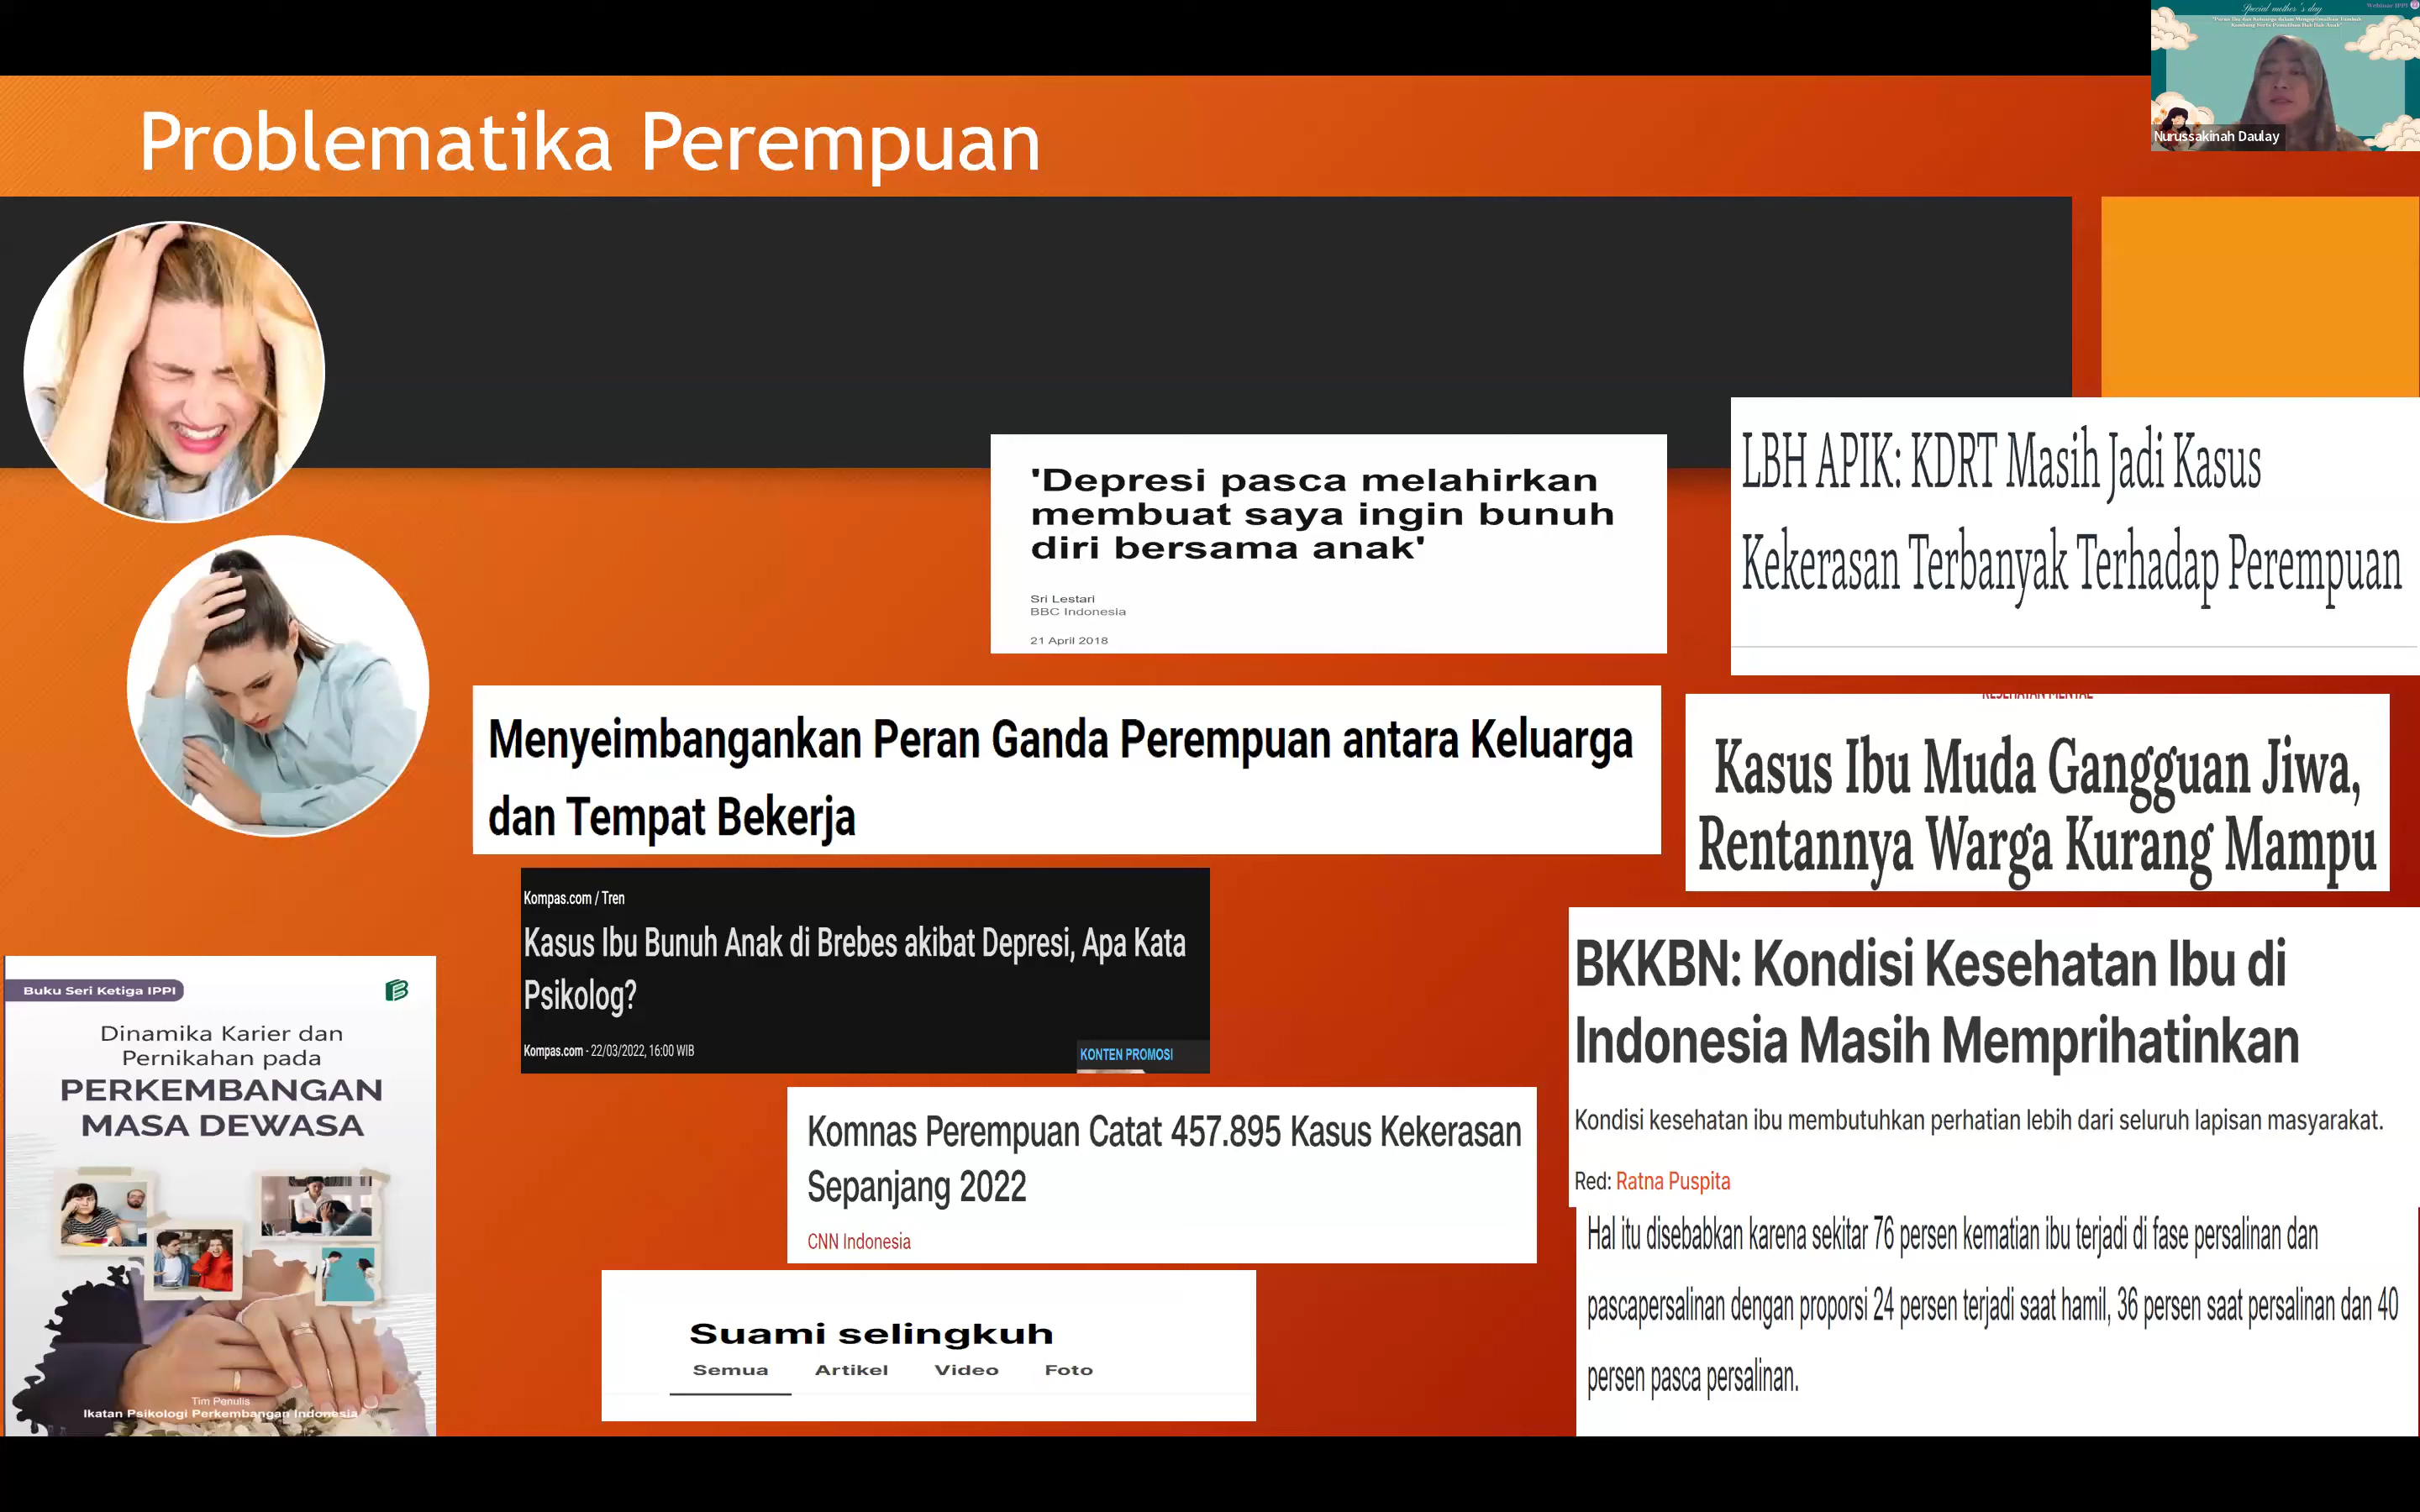 Problematika Perempuan
Special mother's day
Webinar IPPI
Nurussakinah Daulay
'Depresi pasca melahirkan
membuat saya ingin bunuh
diri bersama anak'
Sri Lestari
BBC Indonesia
21 April 2018
LBH APIK: KDRT Masih Jadi Kasus
Kekerasan Terbanyak Terhadap Perempuan
Menyeimbangankan Peran Ganda Perempuan antara Keluarga
dan Tempat Bekerja
KESEHATAN MENTAL
Kasus Ibu Muda Gangguan Jiwa,
Rentannya Warga Kurang Mampu
Kompas.com / Tren
Kasus Ibu Bunuh Anak di Brebes akibat Depresi, Apa Kata
Psikolog?
Kompas.com - 22/03/2022, 16:00 WIB
KONTEN PROMOSI
BKKBN: Kondisi Kesehatan Ibu di
Indonesia Masih Memprihatinkan
Kondisi kesehatan ibu membutuhkan perhatian lebih dari seluruh lapisan masyarakat.
Red: Ratna Puspita
Hal itu disebabkan karena sekitar 76 persen kematian ibu terjadi di fase persalinan dan
pascapersalinan dengan proporsi 24 persen terjadi saat hamil, 36 persen saat persalinan dan 40
persen pasca persalinan.
Buku Seri Ketiga IPPI
Dinamika Karier dan
Pernikahan pada
PERKEMBANGAN
MASA DEWASA
Tim Penulis
Ikatan Psikologi Perkembangan Indonesia
Komnas Perempuan Catat 457.895 Kasus Kekerasan
Sepanjang 2022
CNN Indonesia
Suami selingkuh
Semua Artikel Video Foto